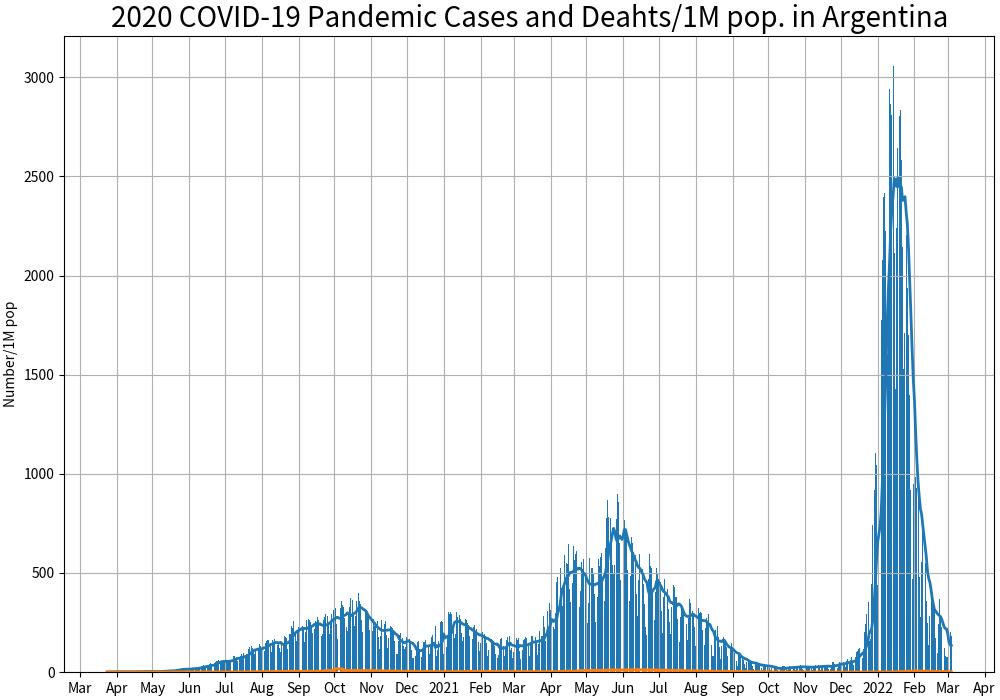 2020 COVID-19 Pandemic Cases and Deahts/1M pop. in Argentina
Number/1M pop
3000
2500
2000
1500
1000
500
0
Mar Apr May Jun Jul Aug Sep Oct Nov Dec 2021 Feb Mar Apr May Jun Jul Aug Sep Oct Nov Dec 2022 Feb Mar Apr